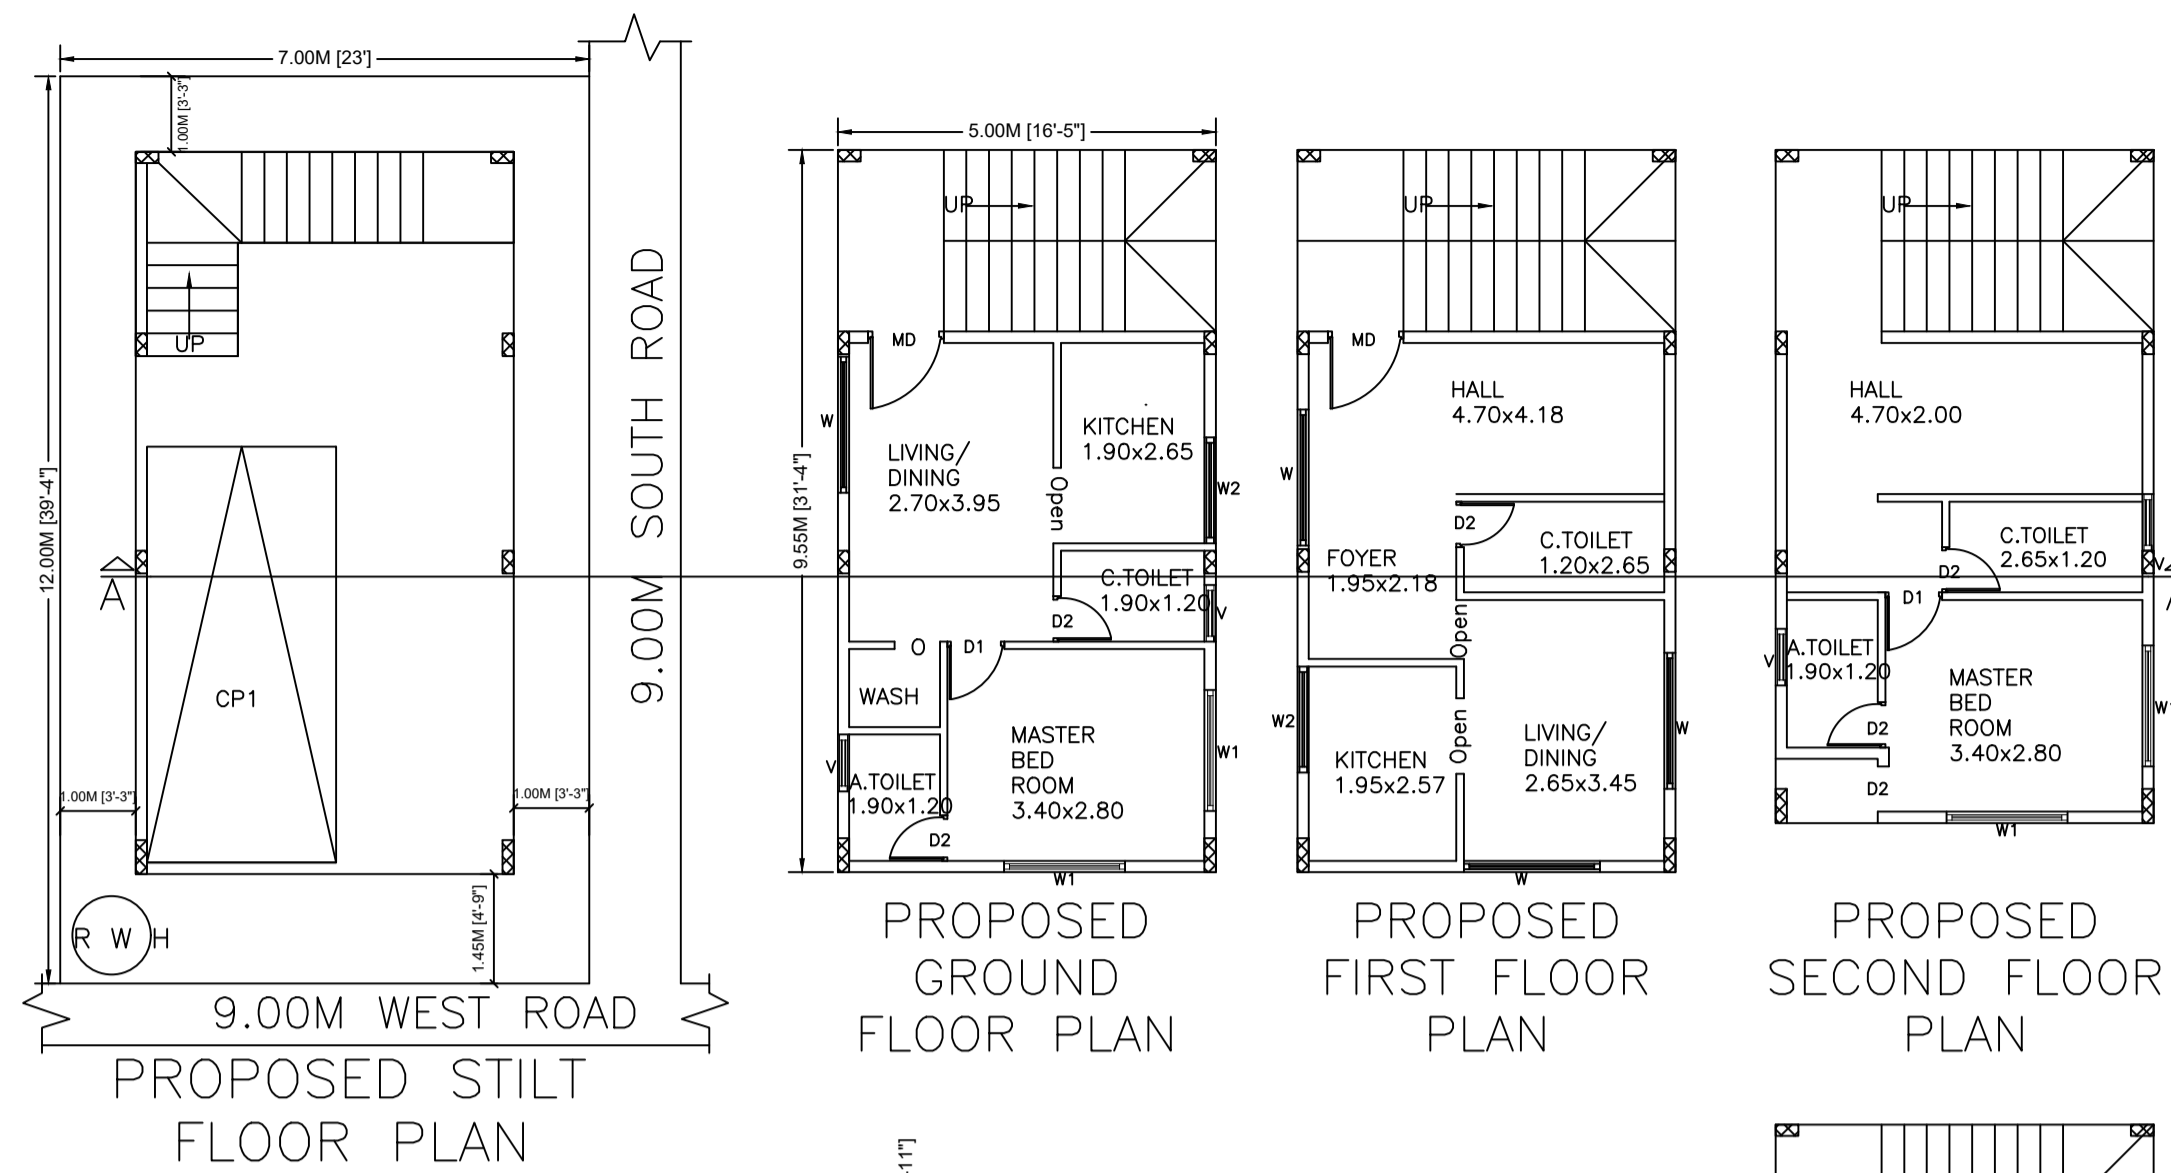 7.00M [23']
1.00M [3'-3"]
12.00M [39'-4"]
UP
9.00M SOUTH ROAD
A
CP1
1.00M [3'-3"]
1.00M [3'-3"]
1.45M [4'-9"]
R W H
9.00M WEST ROAD
PROPOSED STILT
FLOOR PLAN
5.00M [16'-5"]
9.55M [31'-4"]
UP
MD
W
KITCHEN
1.90x2.65
LIVING/
DINING
2.70x3.95
Open
W2
C.TOILET
1.90x1.20
V
D2
O
D1
WASH
MASTER
BED
ROOM
3.40x2.80
W1
V
A.TOILET
1.90x1.20
D2
W1
PROPOSED
GROUND
FLOOR PLAN
UP
MD
HALL
4.70x4.18
W
D2
C.TOILET
1.20x2.65
FOYER
1.95x2.18
Open
W2
Open
KITCHEN
1.95x2.57
LIVING/
DINING
2.65x3.45
W
W
PROPOSED
FIRST FLOOR
PLAN
UP
HALL
4.70x2.00
C.TOILET
2.65x1.20
D2
D1
V
A.TOILET
1.90x1.20
MASTER
BED
ROOM
3.40x2.80
W1
D2
D2
W1
PROPOSED
SECOND FLOOR
PLAN